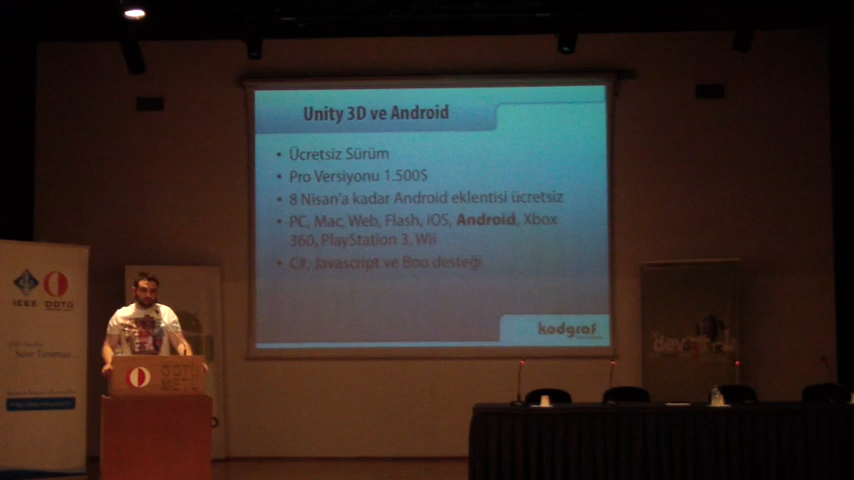 Unity 3D ve Android
• Ücretsiz Sürüm
• Pro Versiyonu 1.500$
• 8 Nisan'a kadar Android eklentisi ücretsiz
• PC, Mac, Web, Flash, iOS, Android, Xbox
360, PlayStation 3, Wii
• C#, Javascript ve Boo desteği
kodgraf
IEEE ODTÜ
ODTÜ
METU